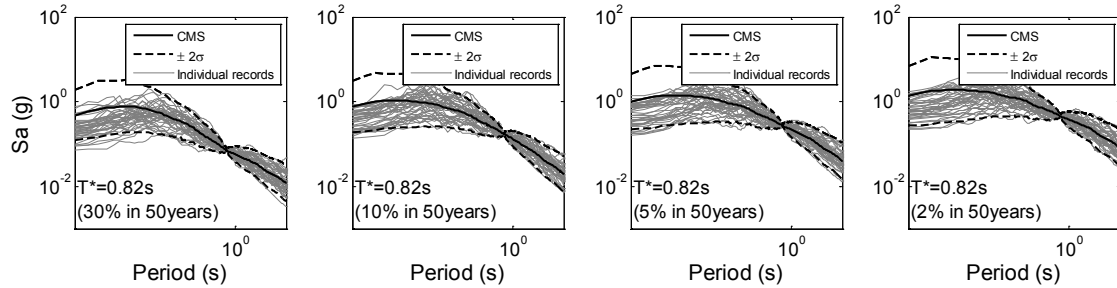 Sa (g)
10^2
10^0
10^-2
CMS
± 2σ
Individual records
T*=0.82s
(30% in 50years)
10^0
Period (s)
10^2
10^0
10^-2
CMS
± 2σ
Individual records
T*=0.82s
(10% in 50years)
10^0
Period (s)
10^2
10^0
10^-2
CMS
± 2σ
Individual records
T*=0.82s
(5% in 50years)
10^0
Period (s)
10^2
10^0
10^-2
CMS
± 2σ
Individual records
T*=0.82s
(2% in 50years)
10^0
Period (s)